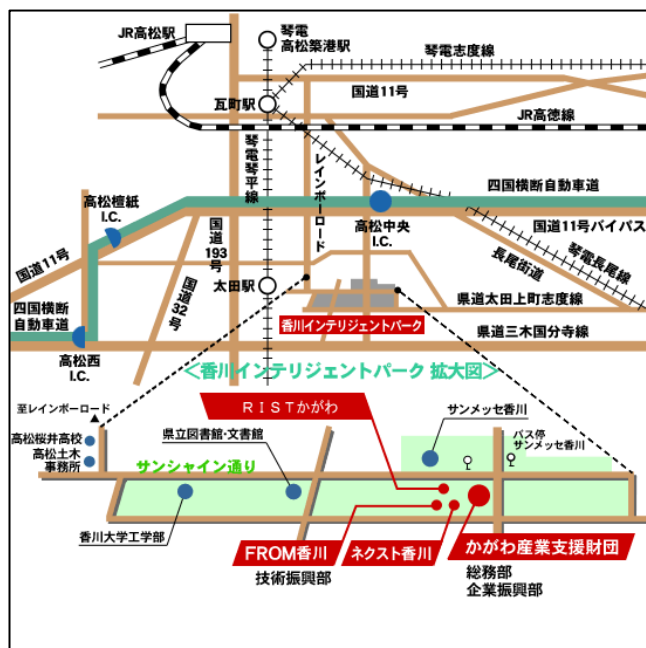 JR高松駅
琴電
高松築港駅
琴電志度線
国道11号
瓦町駅
JR高徳線
琴電琴平線
レインボーロード
四国横断自動車道
高松檀紙
I.C.
高松中央
I.C.
国道11号バイパス
国道
193号
琴電長尾線
長尾街道
国道11号
国道32号
太田駅
県道太田上町志度線
四国横断
自動車道
香川インテリジェントパーク
県道三木国分寺線
高松西
I.C.
＜香川インテリジェントパーク 拡大図＞
至レインボーロード
RISTかがわ
サンメッセ香川
高松桜井高校
高松土木
事務所
サンシャイン通り
県立図書館・文書館
バス停
サンメッセ香川
香川大学工学部
FROM香川
技術振興部
ネクスト香川
かがわ産業支援財団
総務部
企業振興部